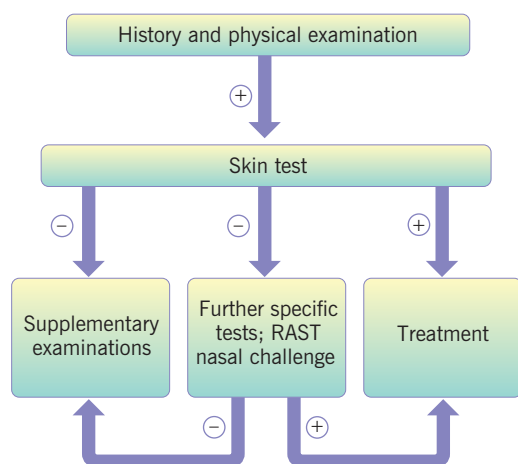 History and physical examination
+
Skin test
−
−
+
Supplementary
examinations
Further specific
tests; RAST
nasal challenge
Treatment
−
+